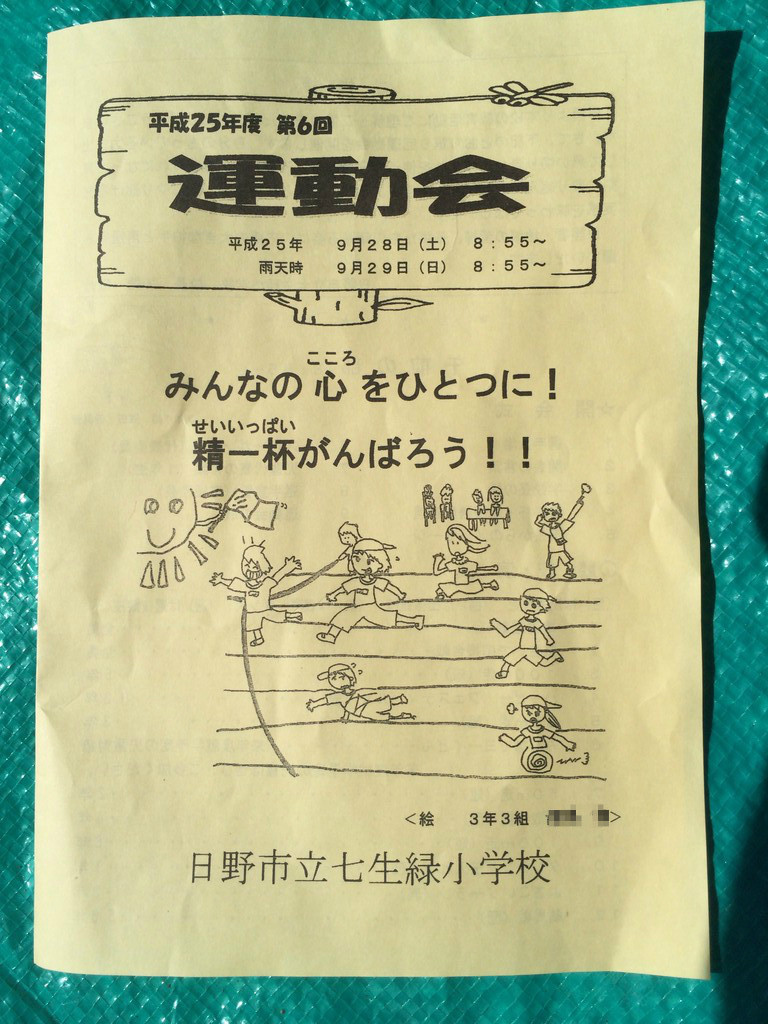 平成25年度 第6回
運動会
平成25年 9月28日(土) 8:55～
雨天時 9月29日(日) 8:55～
こころ
みんなの心をひとつに!
せいいっぱい
精一杯がんばろう!!
<絵 3年3組 >
日野市立七生緑小学校